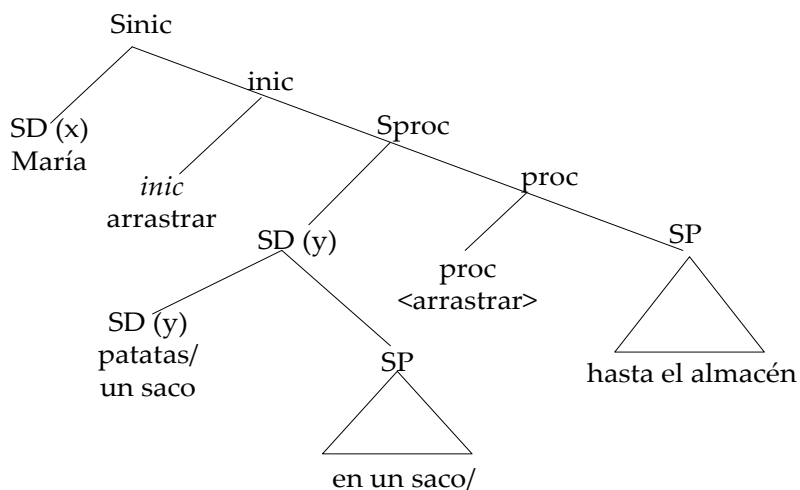 Sinic
inic
SD (x)
María
Sproc
inic
arrastrar
proc
SD (y)
SP
proc
<arrastrar>
SD (y)
patatas/
un saco
SP
hasta el almacén
en un saco/